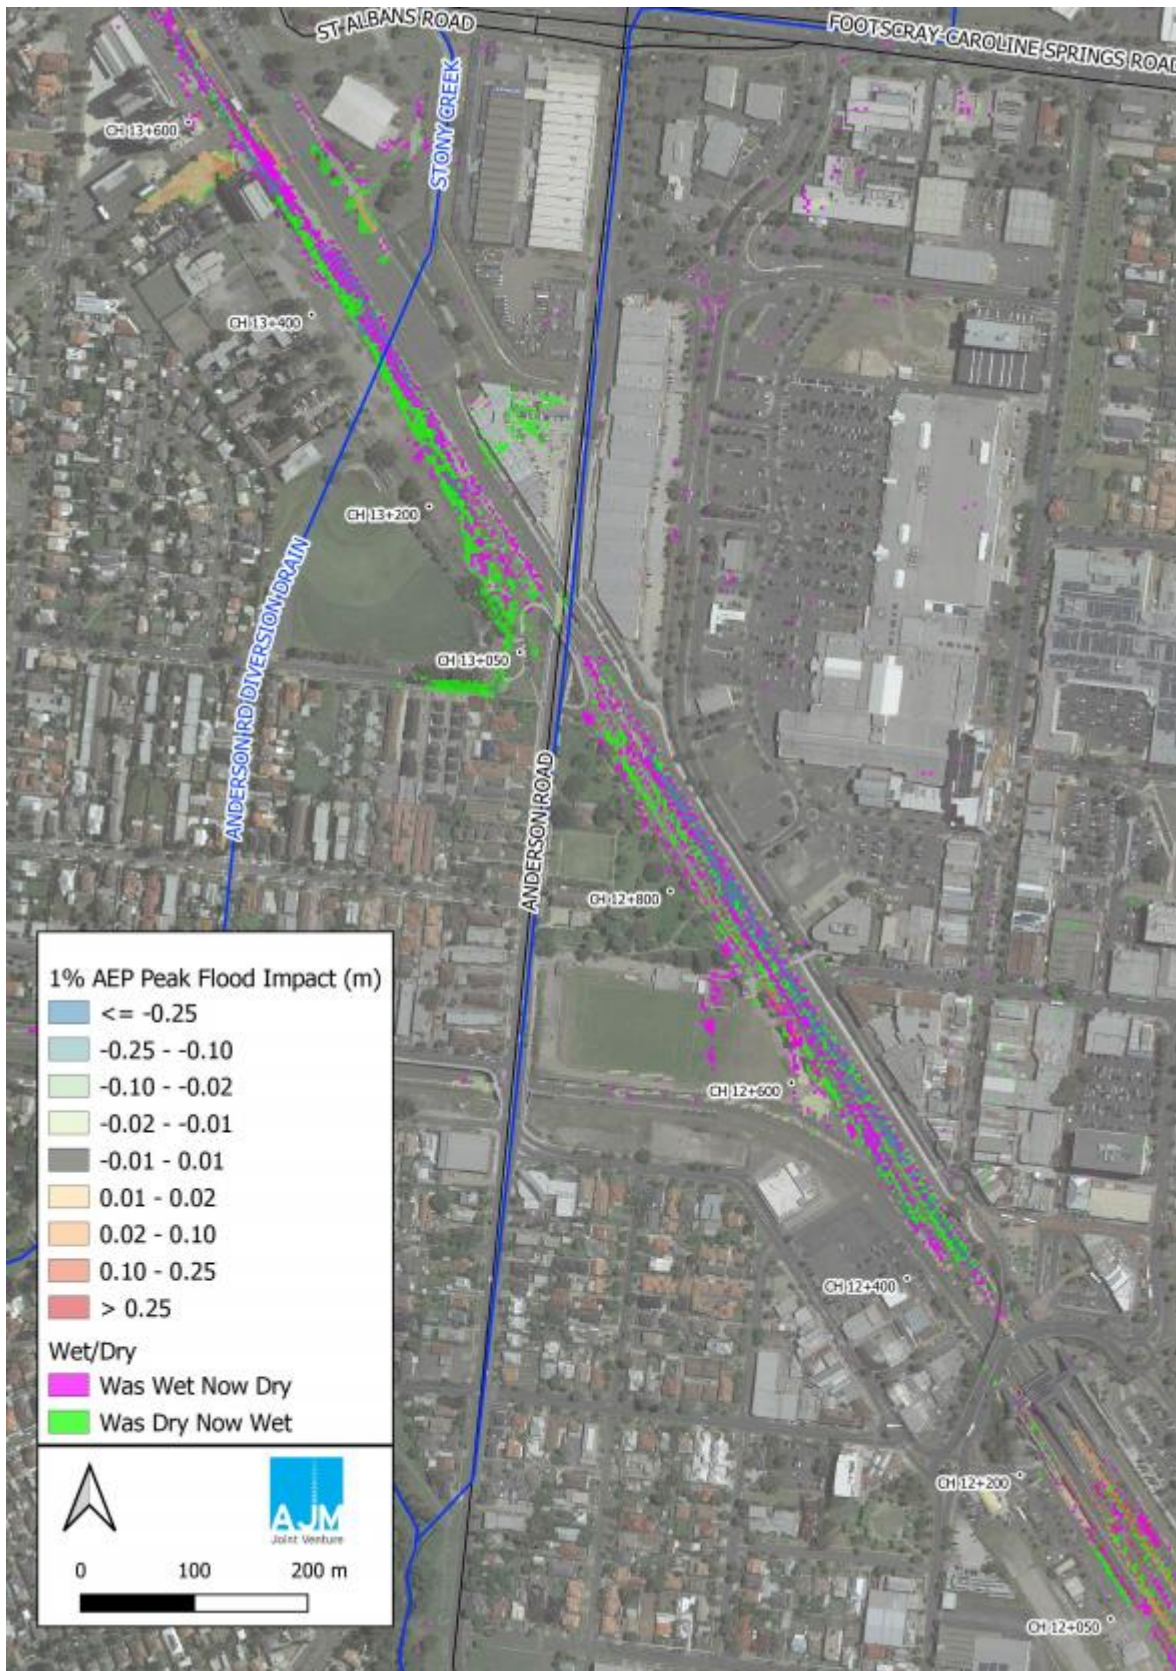 ST ALBANS ROAD
FOOTSCRAY-CAROLINE SPRINGS ROAD
CH 13+600
STONY CREEK
CH 13+400
CH 13+200
ANDERSON RD DIVERSION DRAIN
CH 13+050
ANDERSON ROAD
CH 12+800
CH 12+600
CH 12+400
CH 12+200
CH 12+050
1% AEP Peak Flood Impact (m)
<= -0.25
-0.25 - -0.10
-0.10 - -0.02
-0.02 - -0.01
-0.01 - 0.01
0.01 - 0.02
0.02 - 0.10
0.10 - 0.25
> 0.25
Wet/Dry
Was Wet Now Dry
Was Dry Now Wet
AJM
Joint Venture
0 100 200 m